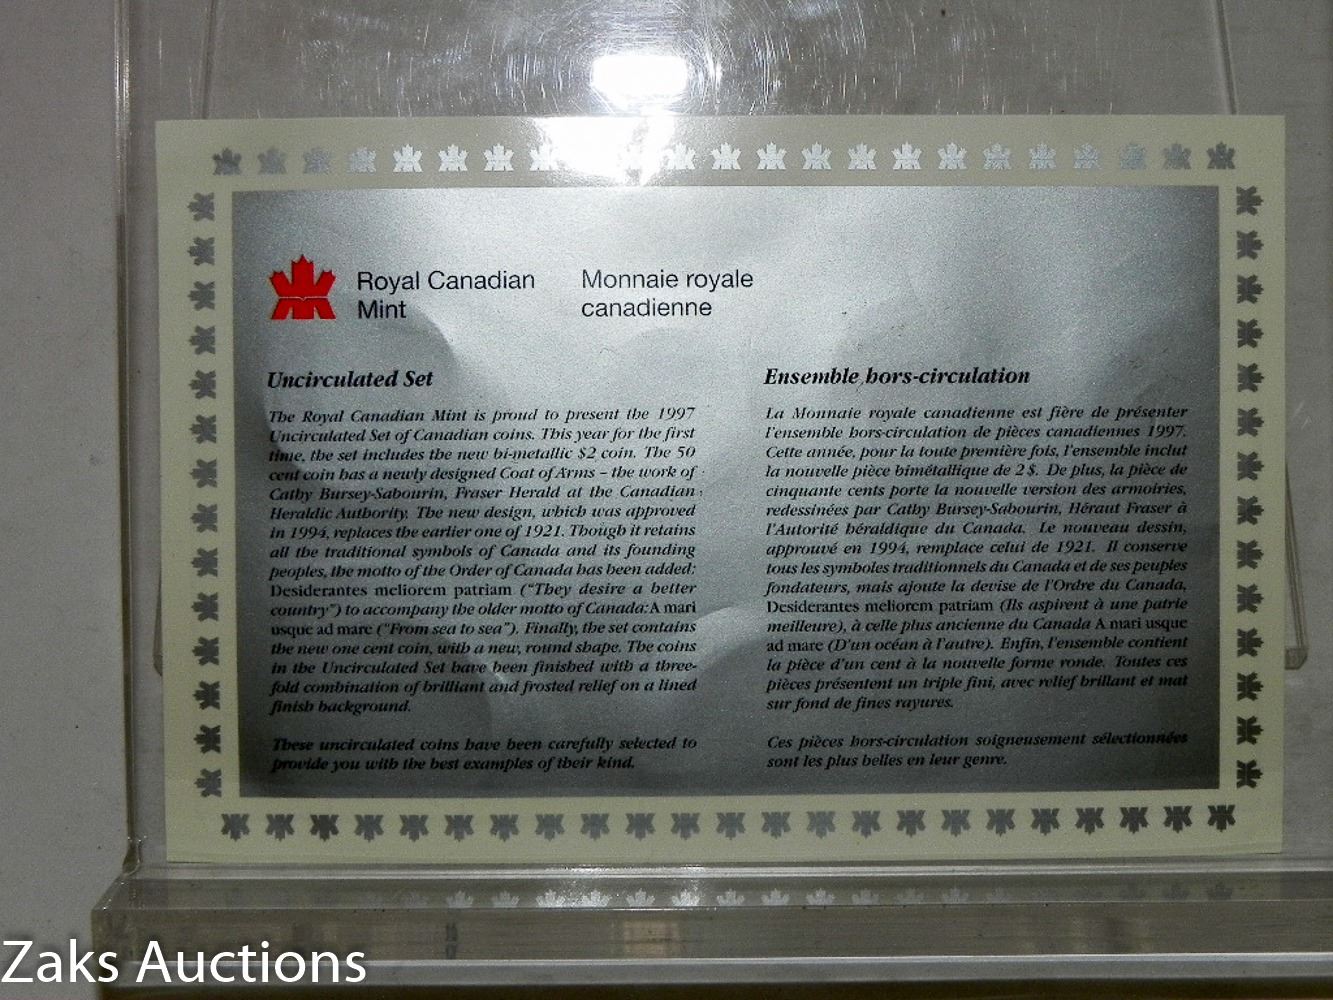 Royal Canadian
Mint
Monnaie royale
canadienne
Uncirculated Set
The Royal Canadian Mint is proud to present the 1997
Uncirculated Set of Canadian coins. This year for the first
time, the set includes the new bi-metallic $2 coin. The 50
cent coin has a newly designed Coat of Arms – the work of
Cathy Bursey-Sabourin, Fraser Herald at the Canadian
Heraldic Authority. The new design, which was approved
in 1994, replaces the earlier one of 1921. Though it retains
all the traditional symbols of Canada and its founding
peoples, the motto of the Order of Canada has been added:
Desiderantes meliorem patriam ("They desire a better
country") to accompany the older motto of Canada: A mari
usque ad mare ("From sea to sea"). Finally, the set contains
the new one cent coin, with a new, round shape. The coins
in the Uncirculated Set have been finished with a three-
fold combination of brilliant and frosted relief on a lined
finish background.
These uncirculated coins have been carefully selected to
provide you with the best examples of their kind.
Ensemble hors-circulation
La Monnaie royale canadienne est fière de présenter
l'ensemble hors-circulation de pièces canadiennes 1997.
Cette année, pour la toute première fois, l'ensemble inclut
la nouvelle pièce bimétallique de 2 $. De plus, la pièce de
cinquante cents porte la nouvelle version des armoiries,
redessinées par Cathy Bursey-Sabourin, Héraut Fraser à
l'Autorité héraldique du Canada. Le nouveau dessin,
approuvé en 1994, remplace celui de 1921. Il conserve
tous les symboles traditionnels du Canada et de ses peuples
fondateurs, mais ajoute la devise de l'Ordre du Canada,
Desiderantes meliorem patriam (Ils aspirent à une patrie
meilleure), à celle plus ancienne du Canada A mari usque
ad mare (D'un océan à l'autre). Enfin, l'ensemble contient
la pièce d'un cent à la nouvelle forme ronde. Toutes ces
pièces présentent un triple fini, avec relief brillant et mat
sur fond de fines rayures.
Ces pièces hors-circulation soigneusement sélectionnées
sont les plus belles en leur genre.
Zaks Auctions